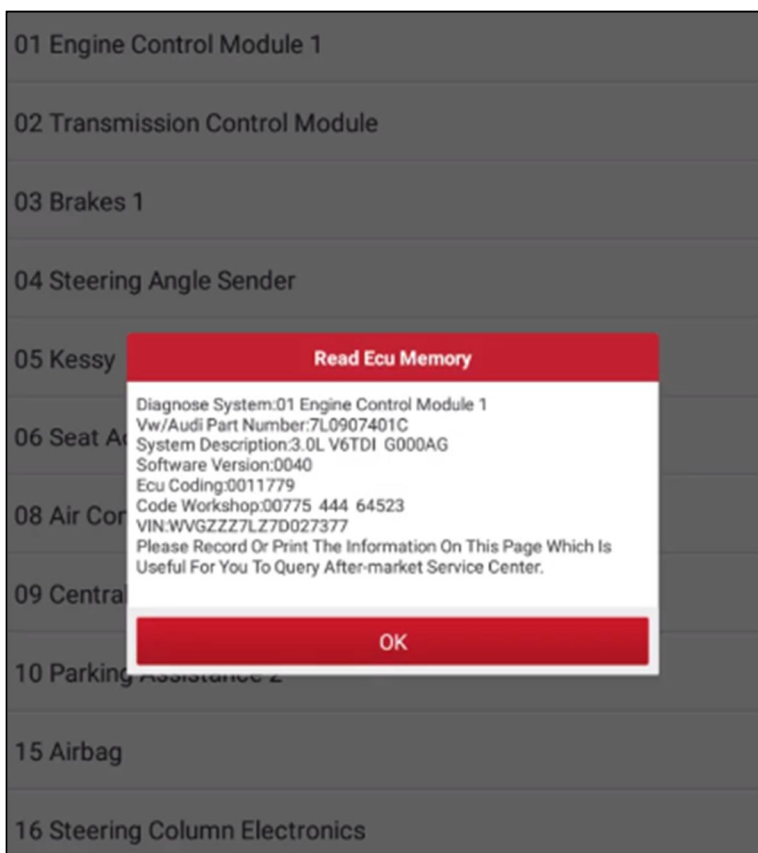 01 Engine Control Module 1
02 Transmission Control Module
03 Brakes 1
04 Steering Angle Sender
05 Kessy
Read Ecu Memory
Diagnose System:01 Engine Control Module 1
Vw/Audi Part Number:7L0907401C
System Description:3.0L V6TDI  G000AG
Software Version:0040
Ecu Coding:0011779
Code Workshop:00775  444  64523
VIN:WVGZZZ7LZ7D027377
Please Record Or Print The Information On This Page Which Is
Useful For You To Query After-market Service Center.
06 Seat
08 Air
09
OK
10 Parking Assistance 2
15 Airbag
16 Steering Column Electronics